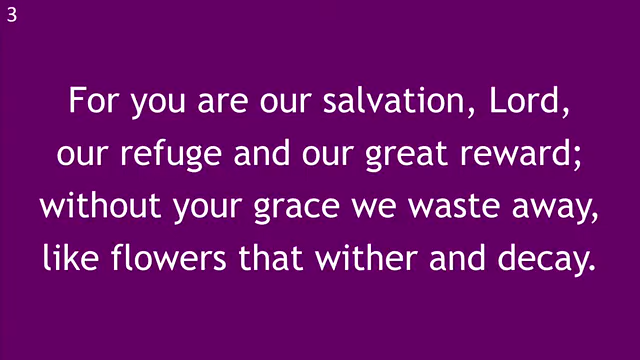 3
For you are our salvation, Lord,
our refuge and our great reward;
without your grace we waste away,
like flowers that wither and decay.